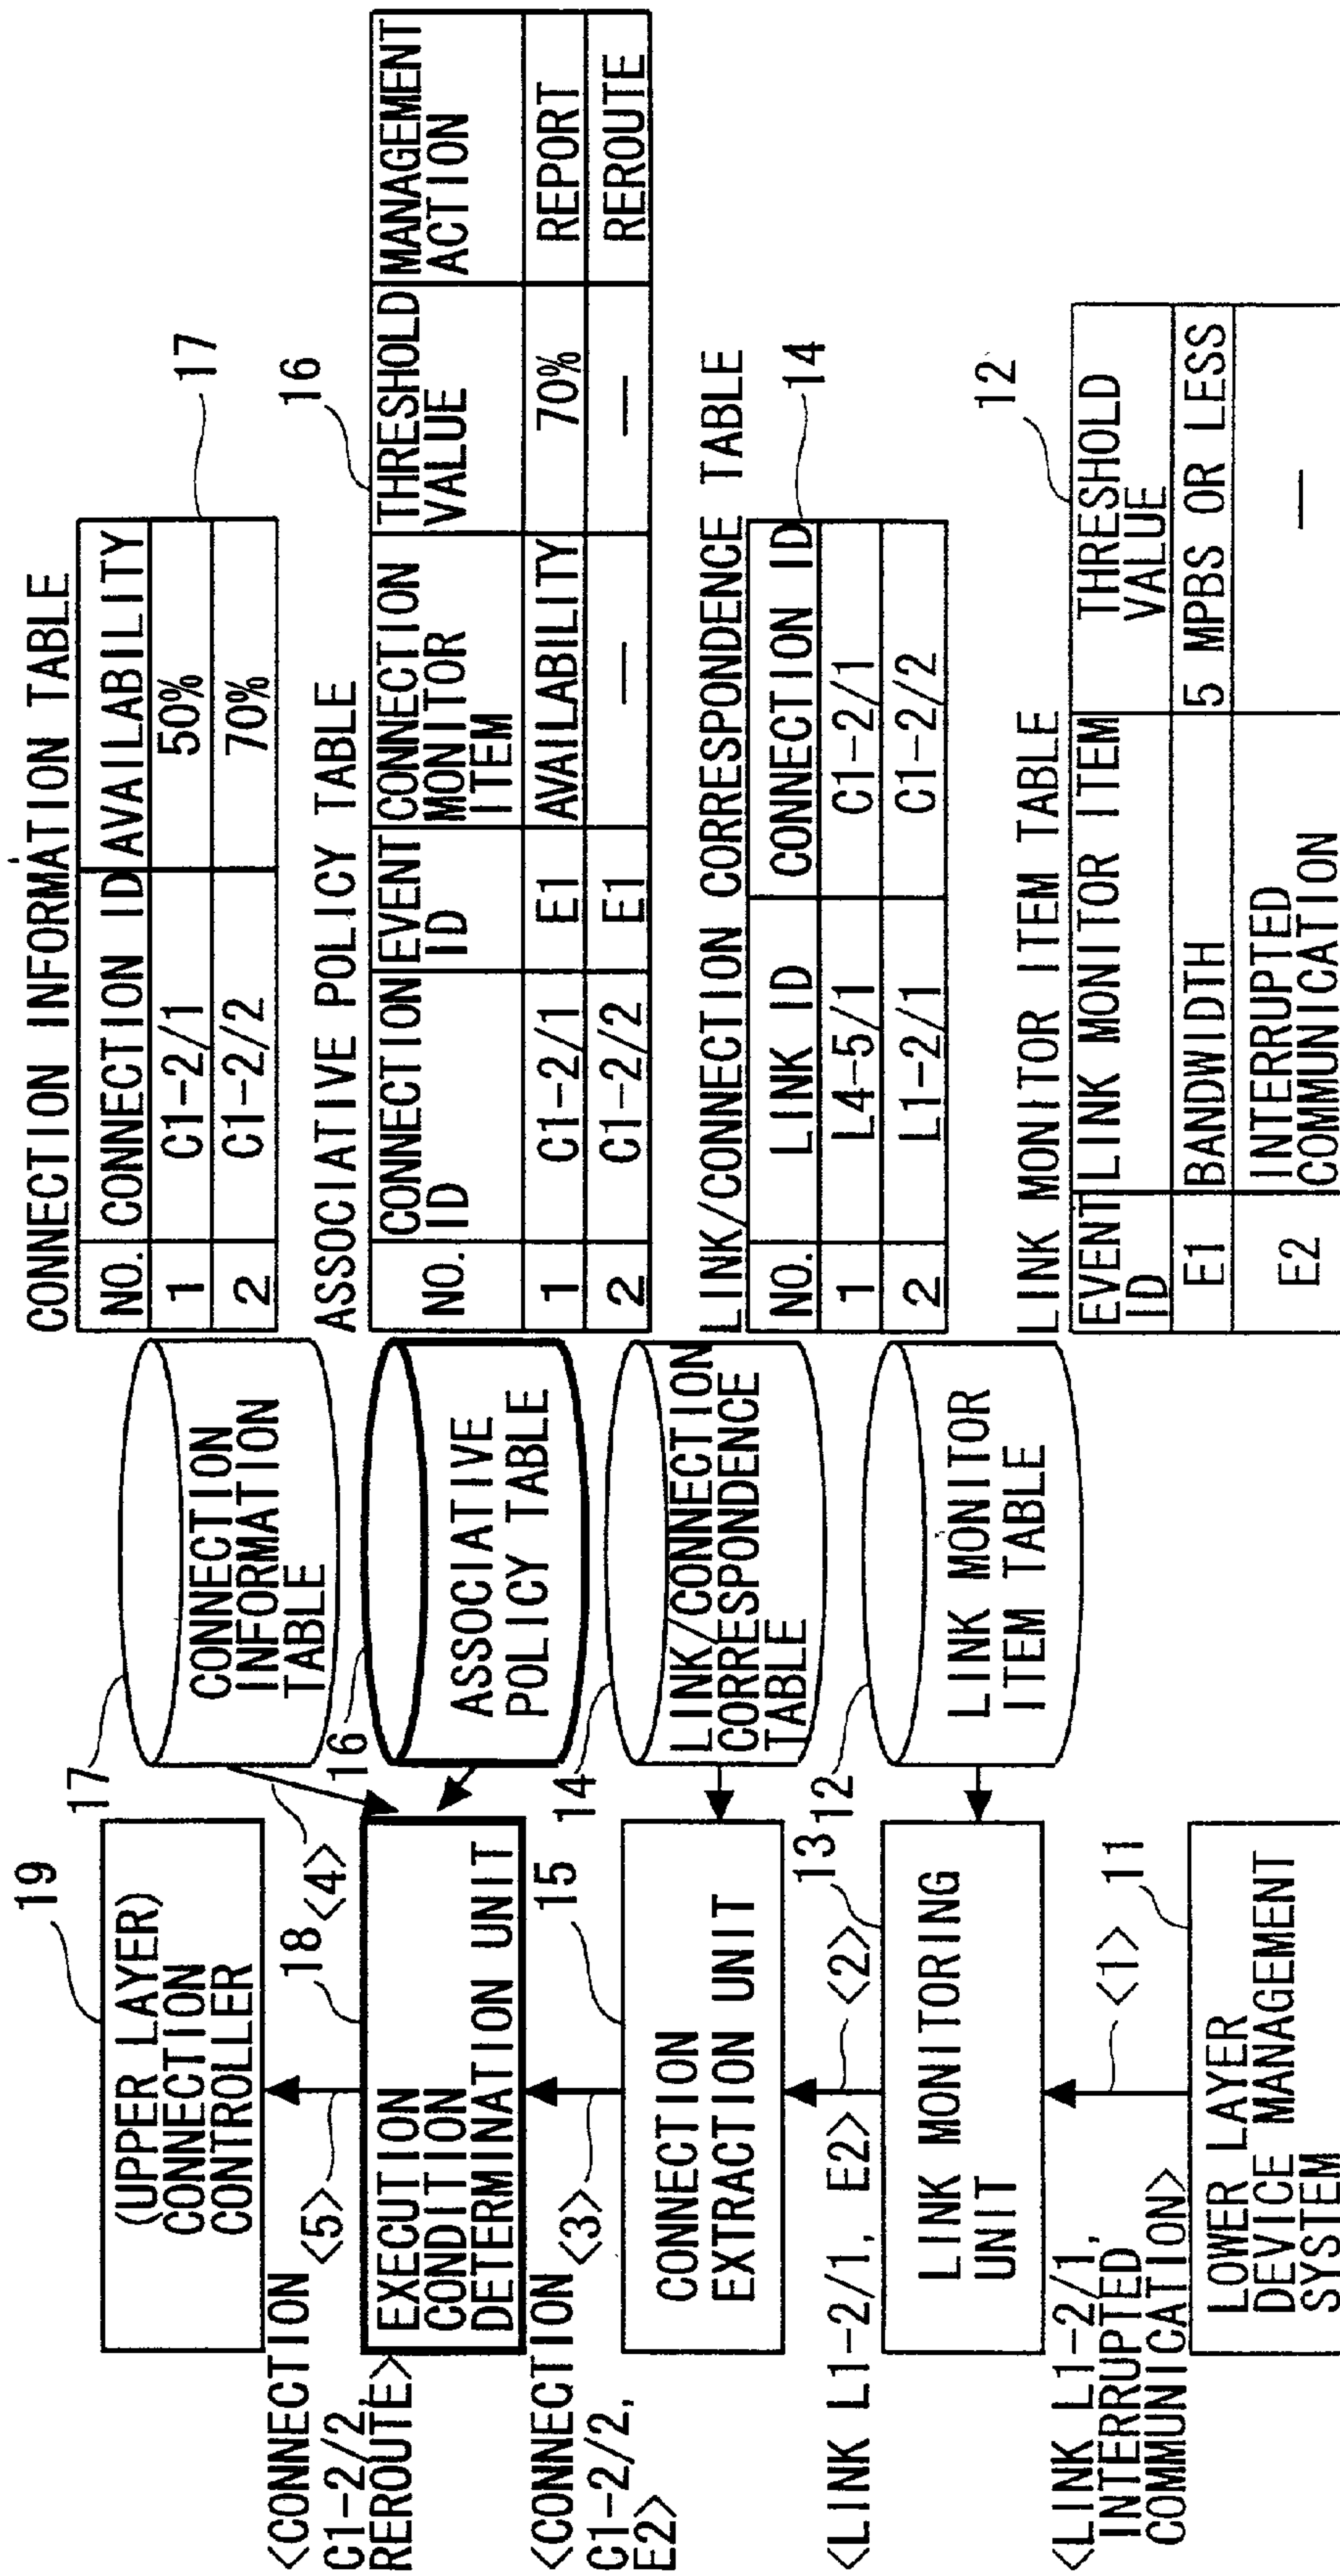 19
(UPPER LAYER)
CONNECTION
CONTROLLER
<CONNECTION
C1-2/2,
REROUTE>
<5>
18
<4>
EXECUTION
CONDITION
DETERMINATION UNIT
<CONNECTION
C1-2/2,
E2>
<3>
15
CONNECTION
EXTRACTION UNIT
<LINK L1-2/1, E2>
<2>
13
LINK MONITORING
UNIT
<LINK L1-2/1,
INTERRUPTED
COMMUNICATION>
<1>
11
LOWER LAYER
DEVICE MANAGEMENT
SYSTEM
17
CONNECTION
INFORMATION
TABLE
16
ASSOCIATIVE
POLICY TABLE
14
LINK/CONNECTION
CORRESPONDENCE
TABLE
12
LINK MONITOR
ITEM TABLE
CONNECTION INFORMATION TABLE
17
NO. CONNECTION ID AVAILABILITY
1 C1-2/1 50%
2 C1-2/2 70%
ASSOCIATIVE POLICY TABLE
16
NO. CONNECTION ID EVENT ID CONNECTION MONITOR ITEM THRESHOLD VALUE MANAGEMENT ACTION
1 C1-2/1 E1 AVAILABILITY 70% REPORT
2 C1-2/2 E1 — — REROUTE
LINK/CONNECTION CORRESPONDENCE TABLE
14
NO. LINK ID CONNECTION ID
1 L4-5/1 C1-2/1
2 L1-2/1 C1-2/2
LINK MONITOR ITEM TABLE
12
EVENT ID LINK MONITOR ITEM THRESHOLD VALUE
E1 BANDWIDTH 5 MPBS OR LESS
E2 INTERRUPTED COMMUNICATION —